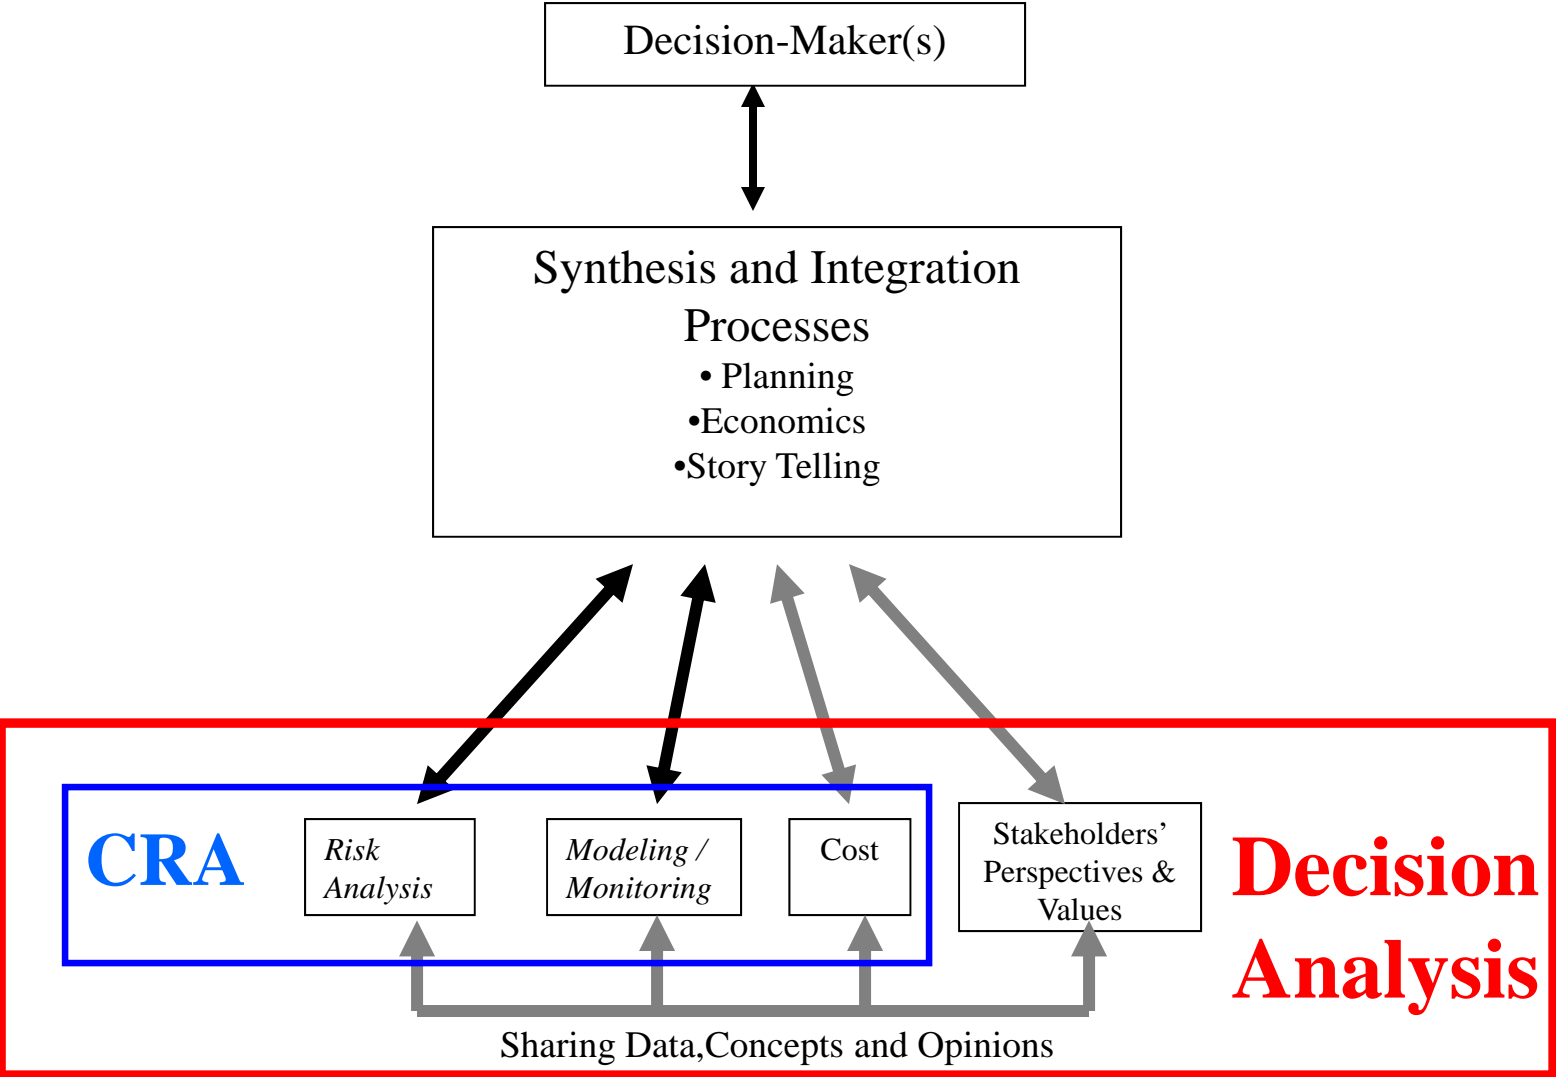 Decision-Maker(s)
Synthesis and Integration
Processes
• Planning
•Economics
•Story Telling
CRA
Risk
Analysis
Modeling /
Monitoring
Cost
Stakeholders’
Perspectives &
Values
Decision
Analysis
Sharing Data,Concepts and Opinions